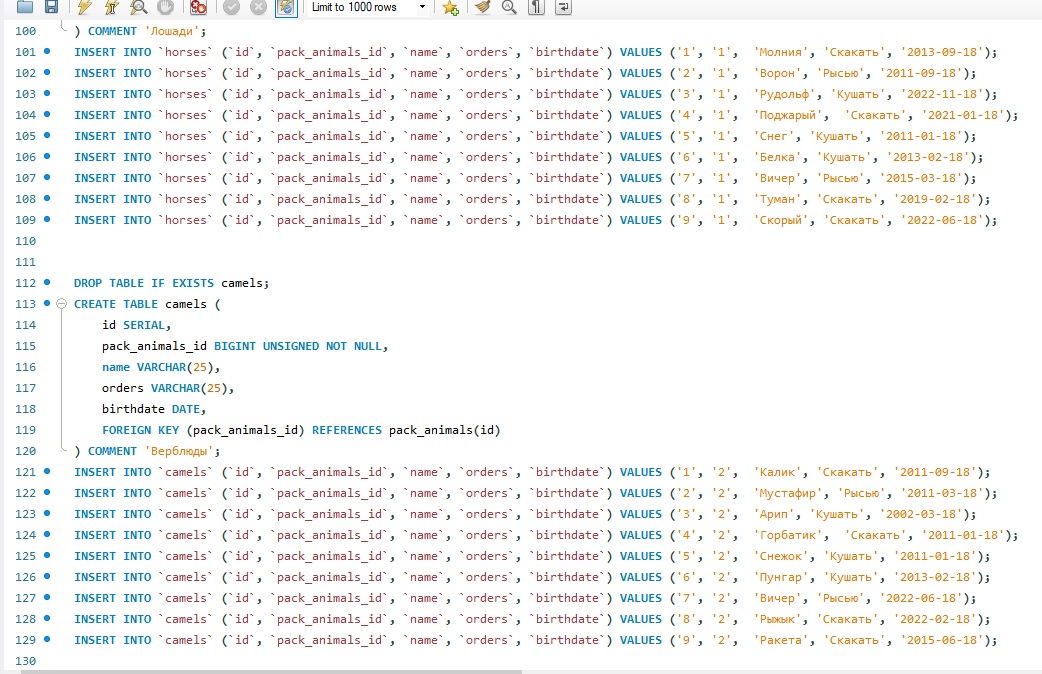 Limit to 1000 rows
100 ) COMMENT 'Лошади';
101 INSERT INTO `horses` (`id`, `pack_animals_id`, `name`, `orders`, `birthdate`) VALUES ('1', '1', 'Молния', 'Скакать', '2013-09-18');
102 INSERT INTO `horses` (`id`, `pack_animals_id`, `name`, `orders`, `birthdate`) VALUES ('2', '1', 'Ворон', 'Рысью', '2011-09-18');
103 INSERT INTO `horses` (`id`, `pack_animals_id`, `name`, `orders`, `birthdate`) VALUES ('3', '1', 'Рудольф', 'Кушать', '2022-11-18');
104 INSERT INTO `horses` (`id`, `pack_animals_id`, `name`, `orders`, `birthdate`) VALUES ('4', '1', 'Поджарый', 'Скакать', '2021-01-18');
105 INSERT INTO `horses` (`id`, `pack_animals_id`, `name`, `orders`, `birthdate`) VALUES ('5', '1', 'Снег', 'Кушать', '2011-01-18');
106 INSERT INTO `horses` (`id`, `pack_animals_id`, `name`, `orders`, `birthdate`) VALUES ('6', '1', 'Белка', 'Кушать', '2013-02-18');
107 INSERT INTO `horses` (`id`, `pack_animals_id`, `name`, `orders`, `birthdate`) VALUES ('7', '1', 'Вичер', 'Рысью', '2015-03-18');
108 INSERT INTO `horses` (`id`, `pack_animals_id`, `name`, `orders`, `birthdate`) VALUES ('8', '1', 'Туман', 'Скакать', '2019-02-18');
109 INSERT INTO `horses` (`id`, `pack_animals_id`, `name`, `orders`, `birthdate`) VALUES ('9', '1', 'Скорый', 'Скакать', '2022-06-18');
110
111
112 DROP TABLE IF EXISTS camels;
113 CREATE TABLE camels (
114 id SERIAL,
115 pack_animals_id BIGINT UNSIGNED NOT NULL,
116 name VARCHAR(25),
117 orders VARCHAR(25),
118 birthdate DATE,
119 FOREIGN KEY (pack_animals_id) REFERENCES pack_animals(id)
120 ) COMMENT 'Верблюды';
121 INSERT INTO `camels` (`id`, `pack_animals_id`, `name`, `orders`, `birthdate`) VALUES ('1', '2', 'Калик', 'Скакать', '2011-09-18');
122 INSERT INTO `camels` (`id`, `pack_animals_id`, `name`, `orders`, `birthdate`) VALUES ('2', '2', 'Мустафир', 'Рысью', '2011-03-18');
123 INSERT INTO `camels` (`id`, `pack_animals_id`, `name`, `orders`, `birthdate`) VALUES ('3', '2', 'Арип', 'Кушать', '2002-03-18');
124 INSERT INTO `camels` (`id`, `pack_animals_id`, `name`, `orders`, `birthdate`) VALUES ('4', '2', 'Горбатик', 'Скакать', '2011-01-18');
125 INSERT INTO `camels` (`id`, `pack_animals_id`, `name`, `orders`, `birthdate`) VALUES ('5', '2', 'Снежок', 'Кушать', '2011-01-18');
126 INSERT INTO `camels` (`id`, `pack_animals_id`, `name`, `orders`, `birthdate`) VALUES ('6', '2', 'Пунгар', 'Кушать', '2013-02-18');
127 INSERT INTO `camels` (`id`, `pack_animals_id`, `name`, `orders`, `birthdate`) VALUES ('7', '2', 'Вичер', 'Рысью', '2022-06-18');
128 INSERT INTO `camels` (`id`, `pack_animals_id`, `name`, `orders`, `birthdate`) VALUES ('8', '2', 'Рыжык', 'Скакать', '2022-02-18');
129 INSERT INTO `camels` (`id`, `pack_animals_id`, `name`, `orders`, `birthdate`) VALUES ('9', '2', 'Ракета', 'Скакать', '2015-06-18');
130